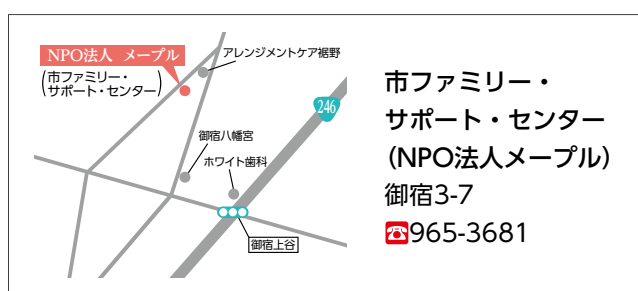 NPO法人 メープル
(市ファミリー・
サポート・センター)
アレンジメントケア裾野
246
御宿八幡宮
ホワイト歯科
御宿上谷
市ファミリー・
サポート・センター
(NPO法人メープル)
御宿3-7
☎965-3681